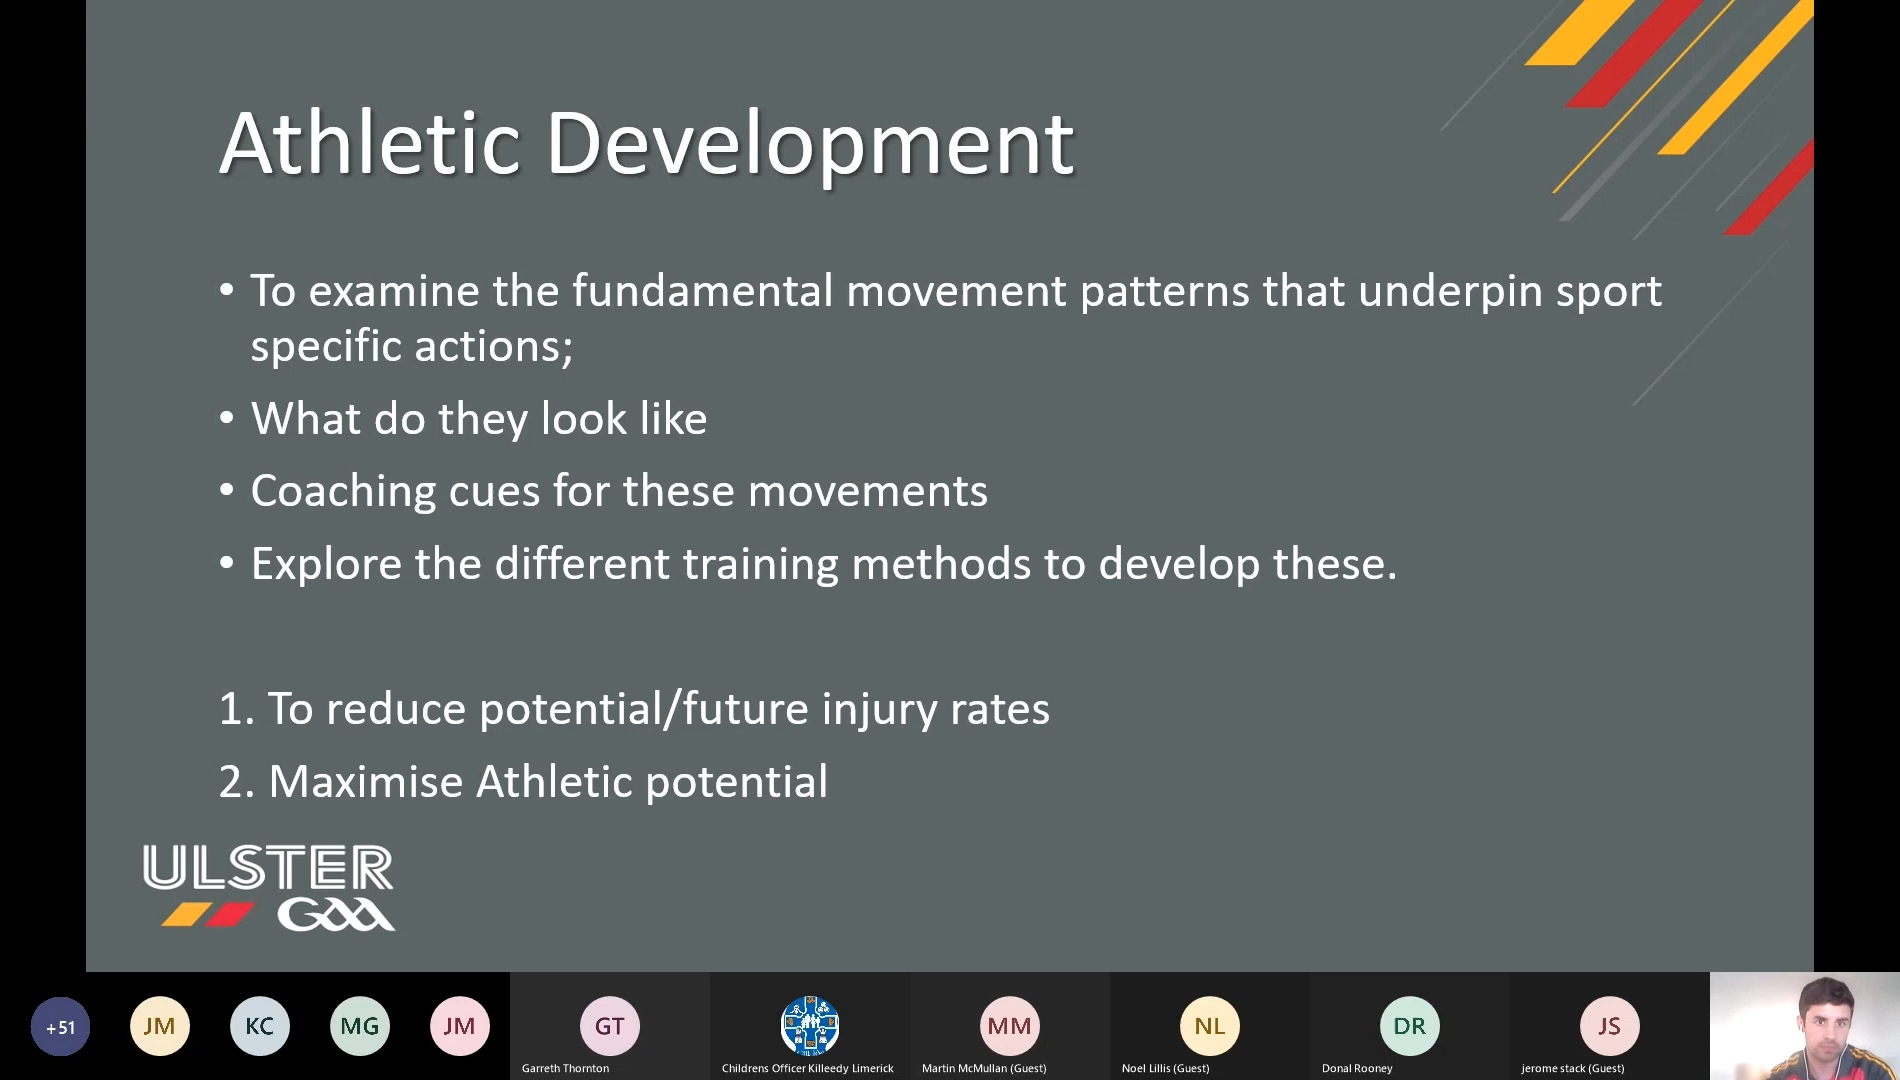 Athletic Development
• To examine the fundamental movement patterns that underpin sport
specific actions;
• What do they look like
• Coaching cues for these movements
• Explore the different training methods to develop these.
1. To reduce potential/future injury rates
2. Maximise Athletic potential
ULSTER
GAA
+51
JM
KC
MG
JM
GT
MM
NL
DR
JS
Garreth Thornton
Childrens Officer Killeedy Limerick
Martin McMullan (Guest)
Noel Lillis (Guest)
Donal Rooney
jerome stack (Guest)